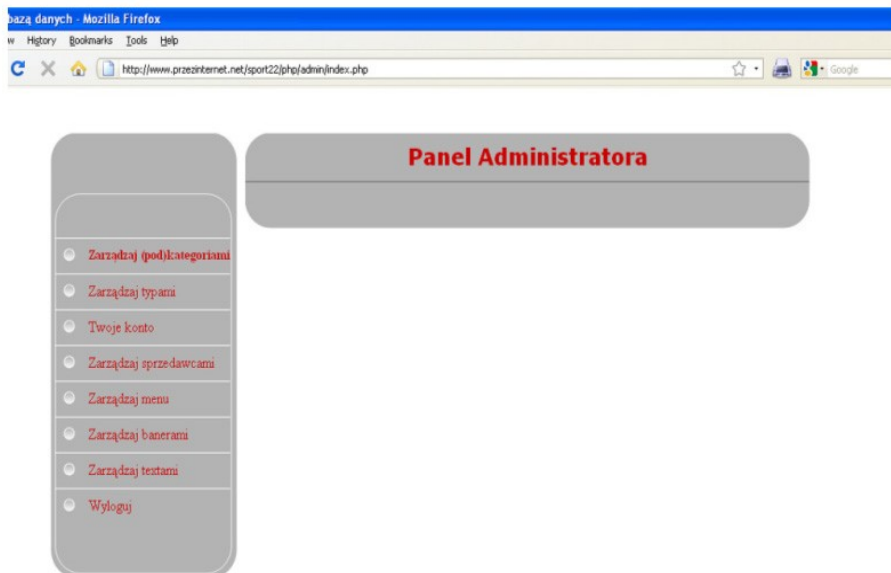 bazą danych - Mozilla Firefox
w History Bookmarks Tools Help
http://www.przezinternet.net/sport22/php/admin/index.php
Google
Panel Administratora
Zarządzaj (pod)kategoriami
Zarządzaj typami
Twoje konto
Zarządzaj sprzedawcami
Zarządzaj menu
Zarządzaj banerami
Zarządzaj textami
Wyloguj